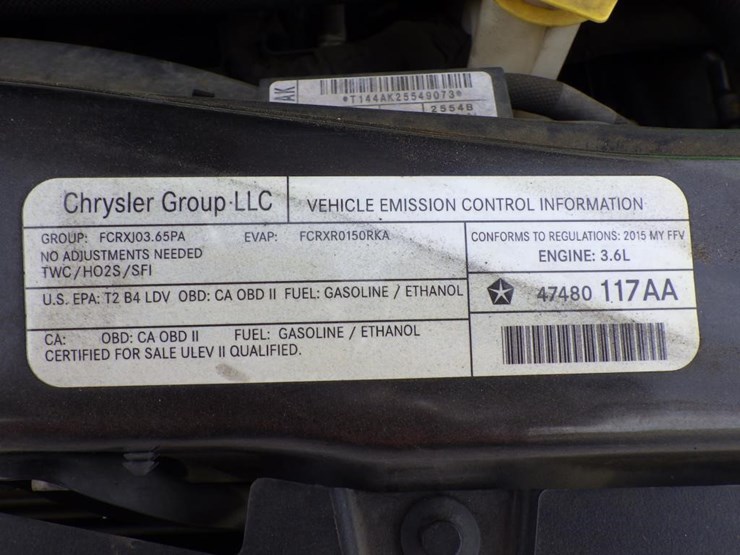 AK
*T144AK25549073*
2554B
Chrysler Group LLC
VEHICLE EMISSION CONTROL INFORMATION
GROUP: FCRXJ03.65PA EVAP: FCRXR0150RKA
NO ADJUSTMENTS NEEDED
TWC/HO2S/SFI
CONFORMS TO REGULATIONS: 2015 MY FFV
ENGINE: 3.6L
U.S. EPA: T2 B4 LDV OBD: CA OBD II FUEL: GASOLINE / ETHANOL
47480 117AA
CA: OBD: CA OBD II FUEL: GASOLINE / ETHANOL
CERTIFIED FOR SALE ULEV II QUALIFIED.